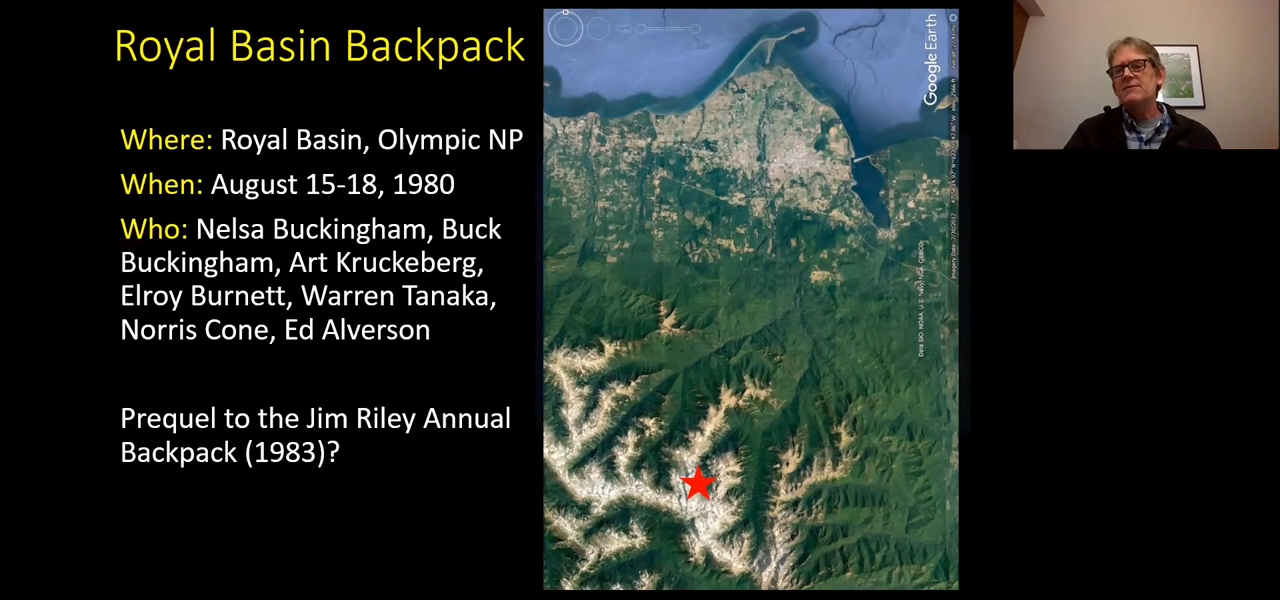 Royal Basin Backpack
Where: Royal Basin, Olympic NP
When: August 15-18, 1980
Who: Nelsa Buckingham, Buck
Buckingham, Art Kruckeberg,
Elroy Burnett, Warren Tanaka,
Norris Cone, Ed Alverson
Prequel to the Jim Riley Annual
Backpack (1983)?
Google Earth